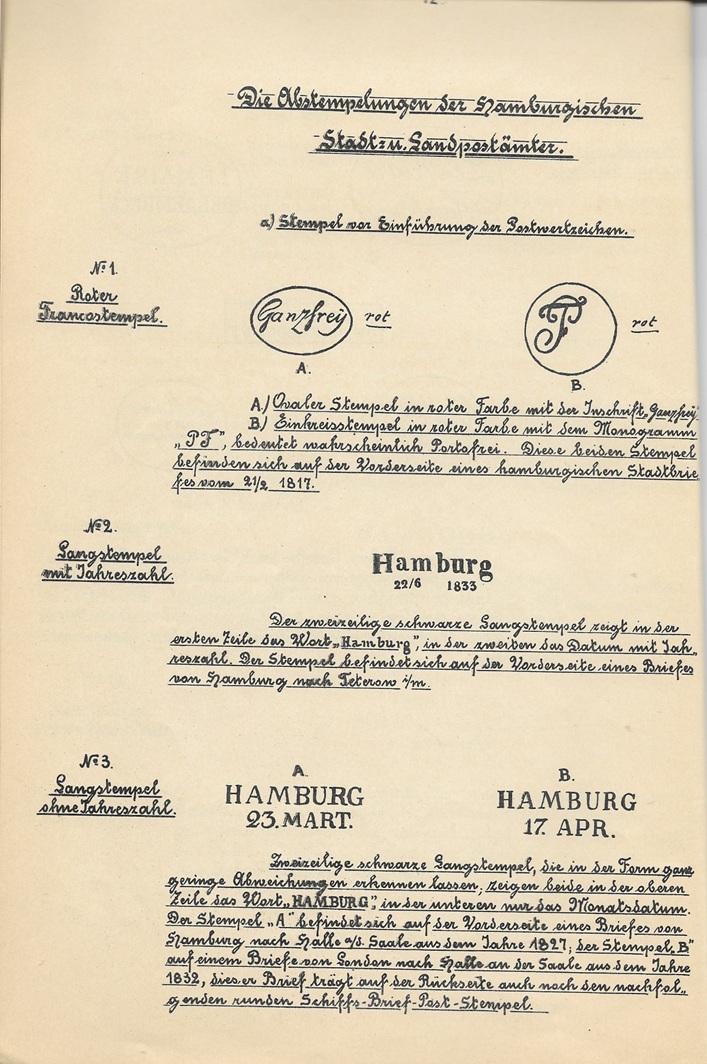 Die Abstempelungen der Hamburgischen
Stadt= u. Landpostämter.
a) Stempel vor Einführung der Postwertzeichen.
No 1.
Roter
Francostempel.
Ganzfrey rot
A.
PF rot
B.
A.) Ovaler Stempel in roter Farbe mit der Inschrift „Ganzfrey
B) Einkreisstempel in roter Farbe mit dem Monogramm
„PF", bedeutet wahrscheinlich Portofrei. Diese beiden Stempel
befinden sich auf der Vorderseite eines hamburgischen Stadtbrie
fes vom 21/2 1817.
No 2.
Langstempel
mit Jahreszahl.
Hamburg
22/6 1833
Der zweizeilige schwarze Langstempel zeigt in der
ersten Zeile das Wort „Hamburg", in der zweiten das Datum mit Jah=
reszahl. Der Stempel befindet sich auf der Vorderseite eines Briefes
von Hamburg nach Teterow i/m.
No 3.
Langstempel
ohne Jahreszahl.
A.
HAMBURG
23. MART.
B.
HAMBURG
17. APR.
Zweizeilige schwarze Langstempel, die in der Form ganz
geringe Abweichungen erkennen lassen, zeigen beide in der oberen
Zeile das Wort „HAMBURG", in der unteren nur das Monatsdatum.
Der Stempel „A" befindet sich auf der Vorderseite eines Briefes von
Hamburg nach Halle a/d. Saale aus dem Jahre 1827; der Stempel „B"
auf einem Briefe von London nach Halle an der Saale aus dem Jahre
1832, dieser Brief trägt auf der Rückseite auch noch den nachfol=
genden runden Schiffs-Brief-Post-Stempel.